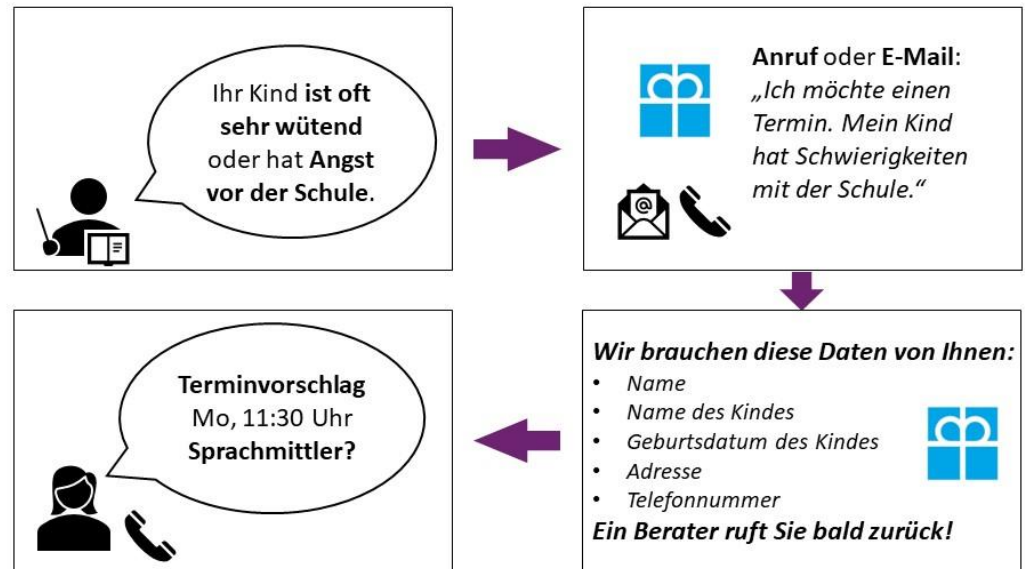 Ihr Kind ist oft
sehr wütend
oder hat Angst
vor der Schule.
Anruf oder E-Mail:
„Ich möchte einen
Termin. Mein Kind
hat Schwierigkeiten
mit der Schule.“
@
Wir brauchen diese Daten von Ihnen:
• Name
• Name des Kindes
• Geburtsdatum des Kindes
• Adresse
• Telefonnummer
Ein Berater ruft Sie bald zurück!
Terminvorschlag
Mo, 11:30 Uhr
Sprachmittler?